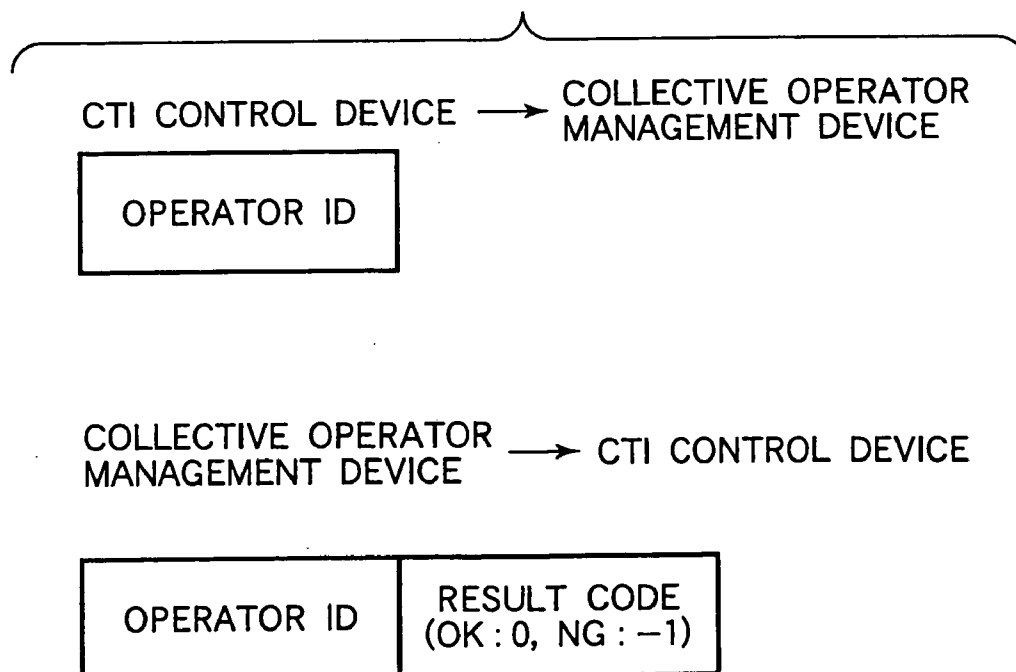 CTI CONTROL DEVICE → COLLECTIVE OPERATOR
MANAGEMENT DEVICE
OPERATOR ID
COLLECTIVE OPERATOR
MANAGEMENT DEVICE → CTI CONTROL DEVICE
OPERATOR ID
RESULT CODE
(OK : 0, NG : −1)